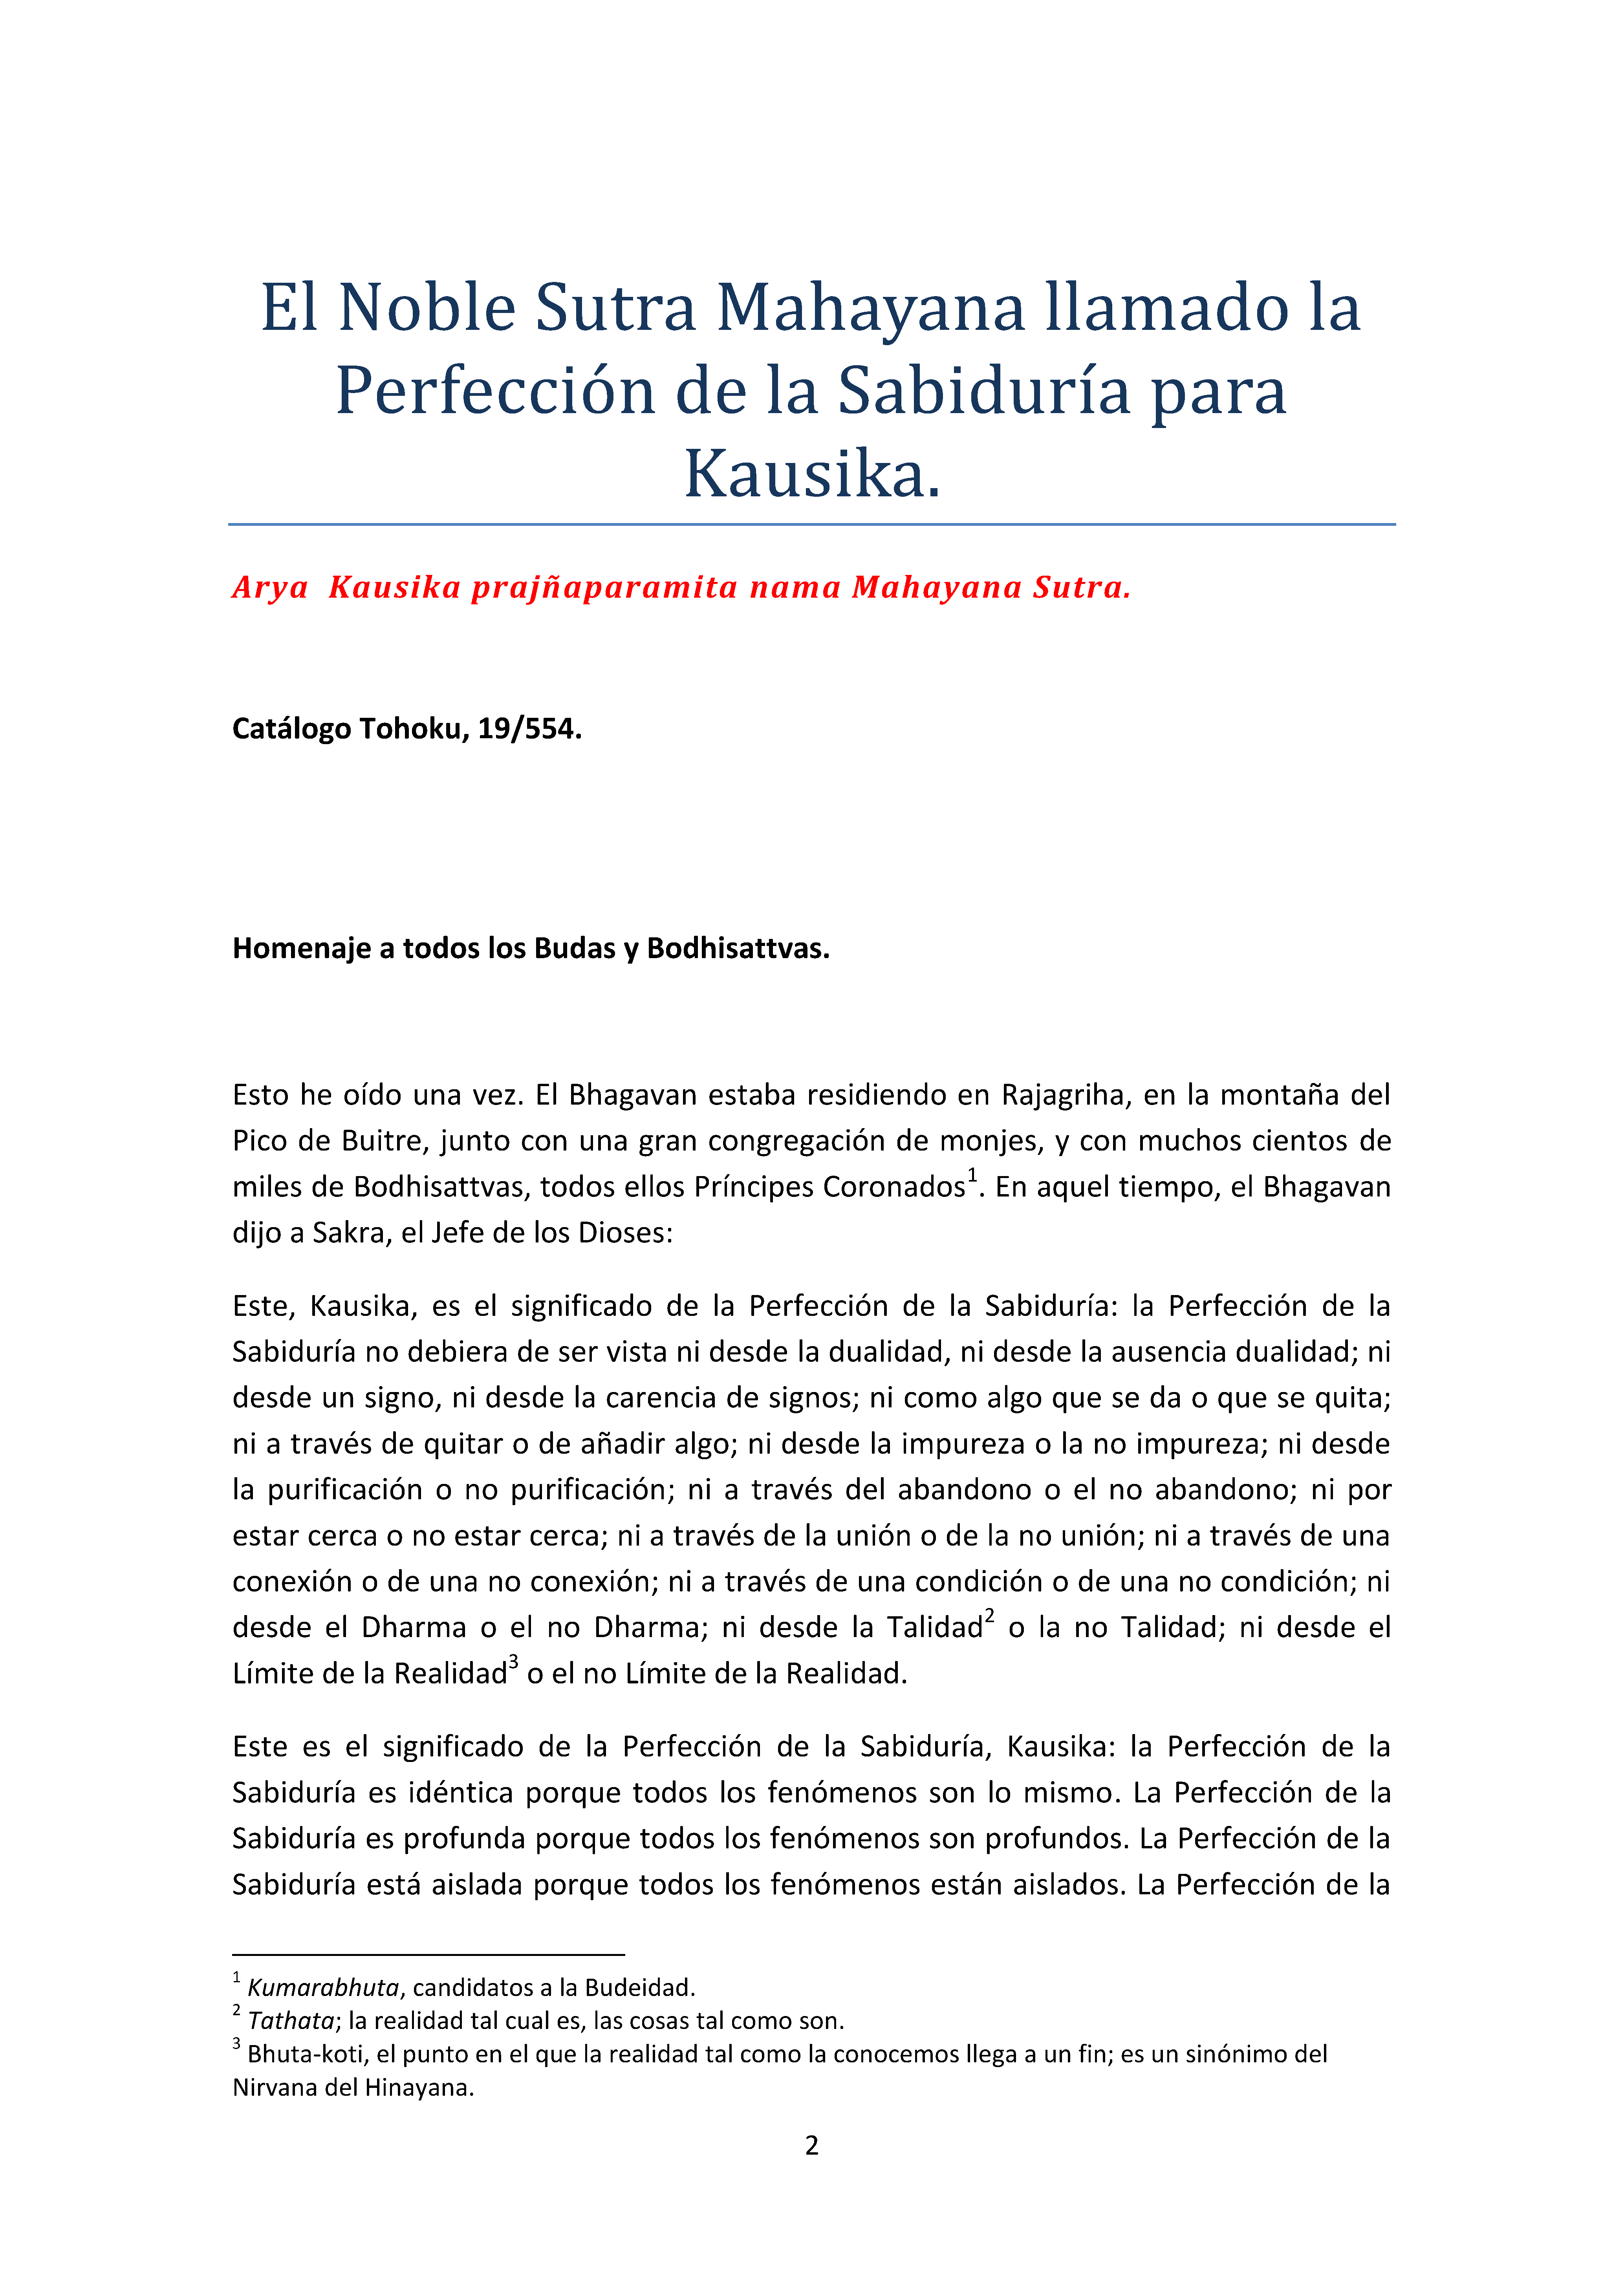 El Noble Sutra Mahayana llamado la
Perfección de la Sabiduría para
Kausika.
Arya  Kausika prajñaparamita nama Mahayana Sutra.
Catálogo Tohoku, 19/554.
Homenaje a todos los Budas y Bodhisattvas.
Esto he oído una vez. El Bhagavan estaba residiendo en Rajagriha, en la montaña del
Pico de Buitre, junto con una gran congregación de monjes, y con muchos cientos de
miles de Bodhisattvas, todos ellos Príncipes Coronados¹. En aquel tiempo, el Bhagavan
dijo a Sakra, el Jefe de los Dioses:
Este, Kausika, es el significado de la Perfección de la Sabiduría: la Perfección de la
Sabiduría no debiera de ser vista ni desde la dualidad, ni desde la ausencia dualidad; ni
desde un signo, ni desde la carencia de signos; ni como algo que se da o que se quita;
ni a través de quitar o de añadir algo; ni desde la impureza o la no impureza; ni desde
la purificación o no purificación; ni a través del abandono o el no abandono; ni por
estar cerca o no estar cerca; ni a través de la unión o de la no unión; ni a través de una
conexión o de una no conexión; ni a través de una condición o de una no condición; ni
desde el Dharma o el no Dharma; ni desde la Talidad² o la no Talidad; ni desde el
Límite de la Realidad³ o el no Límite de la Realidad.
Este es el significado de la Perfección de la Sabiduría, Kausika: la Perfección de la
Sabiduría es idéntica porque todos los fenómenos son lo mismo. La Perfección de la
Sabiduría es profunda porque todos los fenómenos son profundos. La Perfección de la
Sabiduría está aislada porque todos los fenómenos están aislados. La Perfección de la
¹ Kumarabhuta, candidatos a la Budeidad.
² Tathata; la realidad tal cual es, las cosas tal como son.
³ Bhuta-koti, el punto en el que la realidad tal como la conocemos llega a un fin; es un sinónimo del
Nirvana del Hinayana.
2